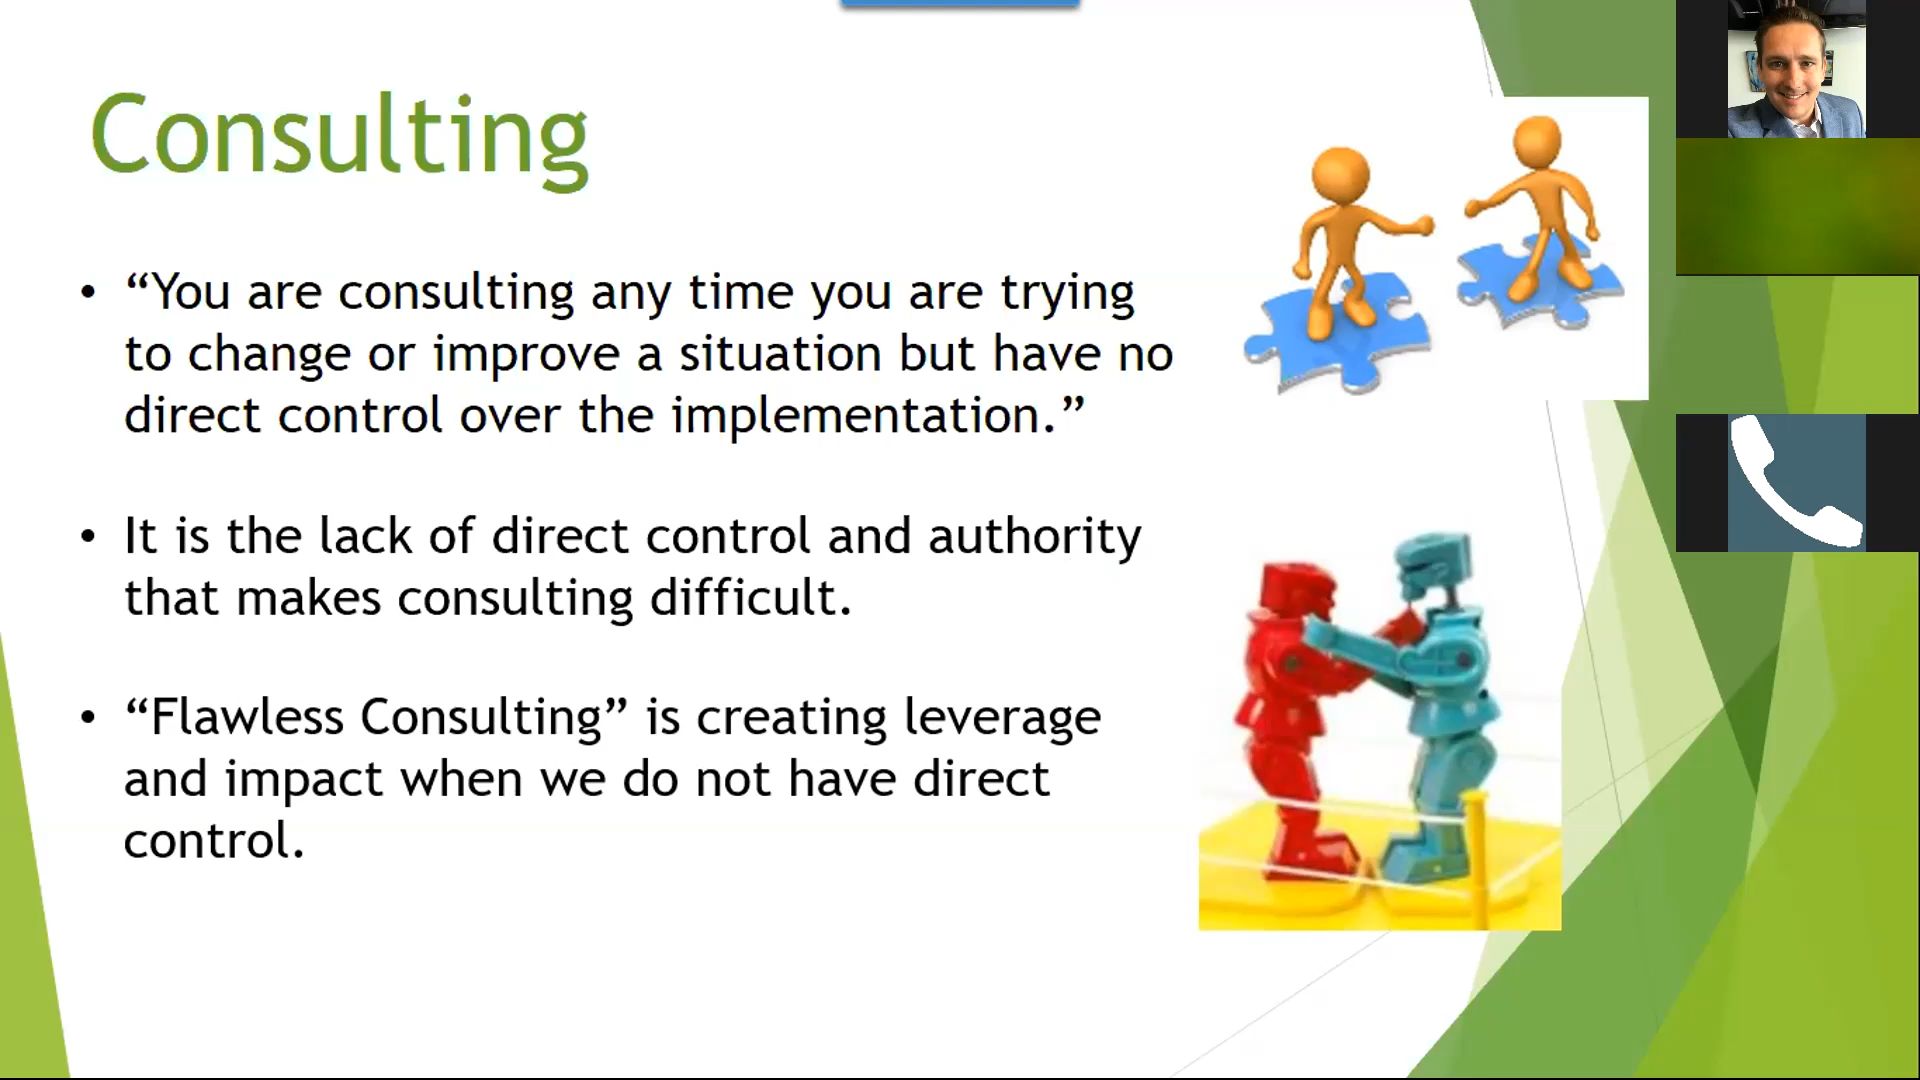 Consulting
• “You are consulting any time you are trying
to change or improve a situation but have no
direct control over the implementation.”
• It is the lack of direct control and authority
that makes consulting difficult.
• “Flawless Consulting” is creating leverage
and impact when we do not have direct
control.